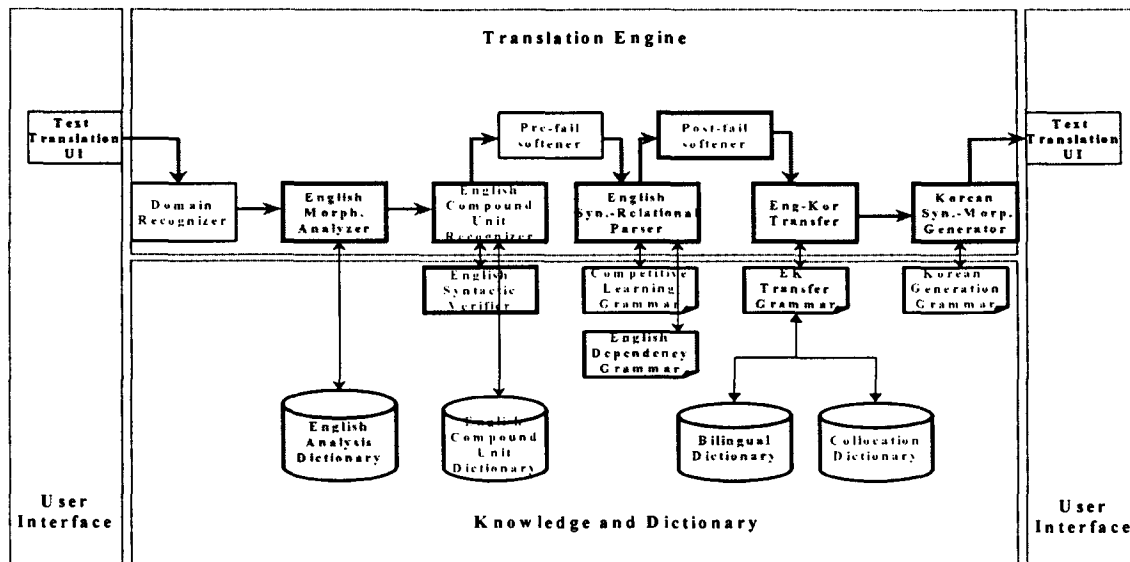 Translation Engine
Text
Translation
UI
Pre-fail
softener
Post-fail
softener
Text
Translation
UI
Domain
Recognizer
English
Morph.
Analyzer
English
Compound
Unit
Recognizer
English
Syn.-Relational
Parser
Eng-Kor
Transfer
Korean
Syn.-Morp.
Generator
English
Syntactic
Verifier
Competitive
Learning
Grammar
EK
Transfer
Grammar
Korean
Generation
Grammar
English
Dependency
Grammar
English
Analysis
Dictionary
English
Compound
Unit
Dictionary
Bilingual
Dictionary
Collocation
Dictionary
User
Interface
Knowledge and Dictionary
User
Interface